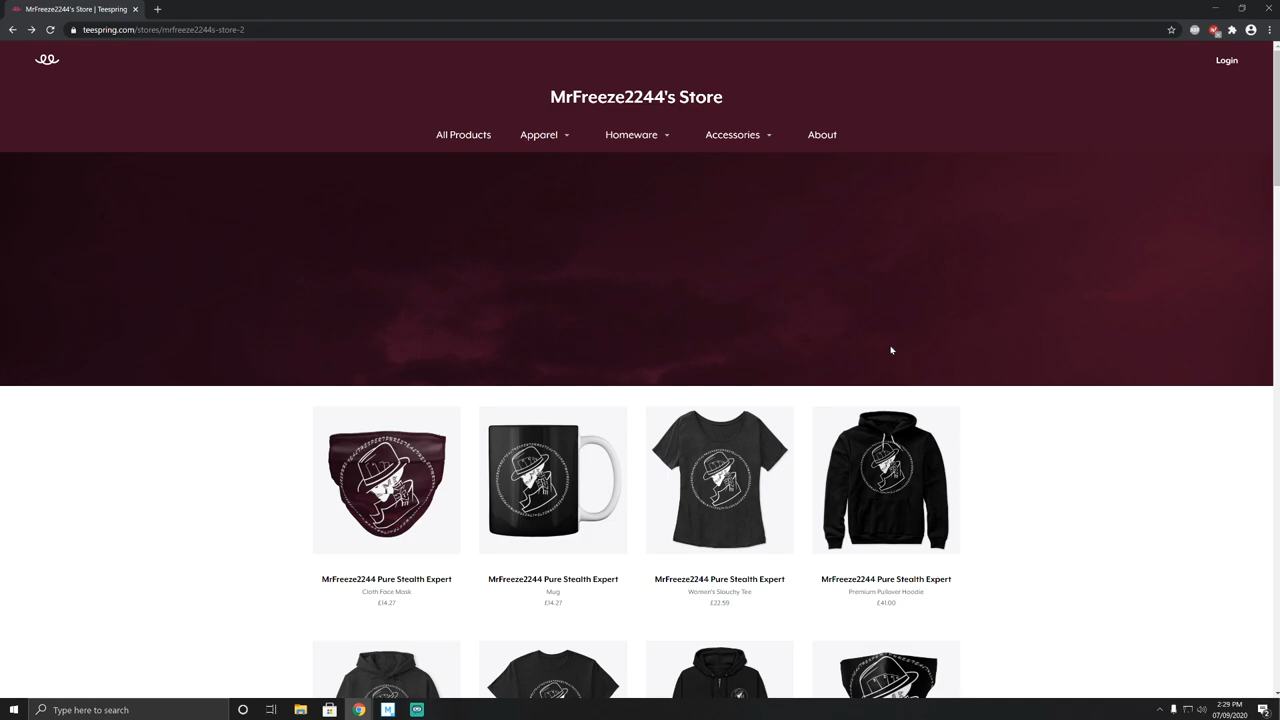 MrFreeze2244's Store | Teespring
teespring.com/stores/mrfreeze2244s-store-2
Login
MrFreeze2244's Store
All Products
Apparel
Homeware
Accessories
About
MrFreeze2244 Pure Stealth Expert
Cloth Face Mask
£14.27
MrFreeze2244 Pure Stealth Expert
Mug
£14.27
MrFreeze2244 Pure Stealth Expert
Women's Slouchy Tee
£22.59
MrFreeze2244 Pure Stealth Expert
Premium Pullover Hoodie
£41.00
Type here to search
2:29 PM
07/09/2020